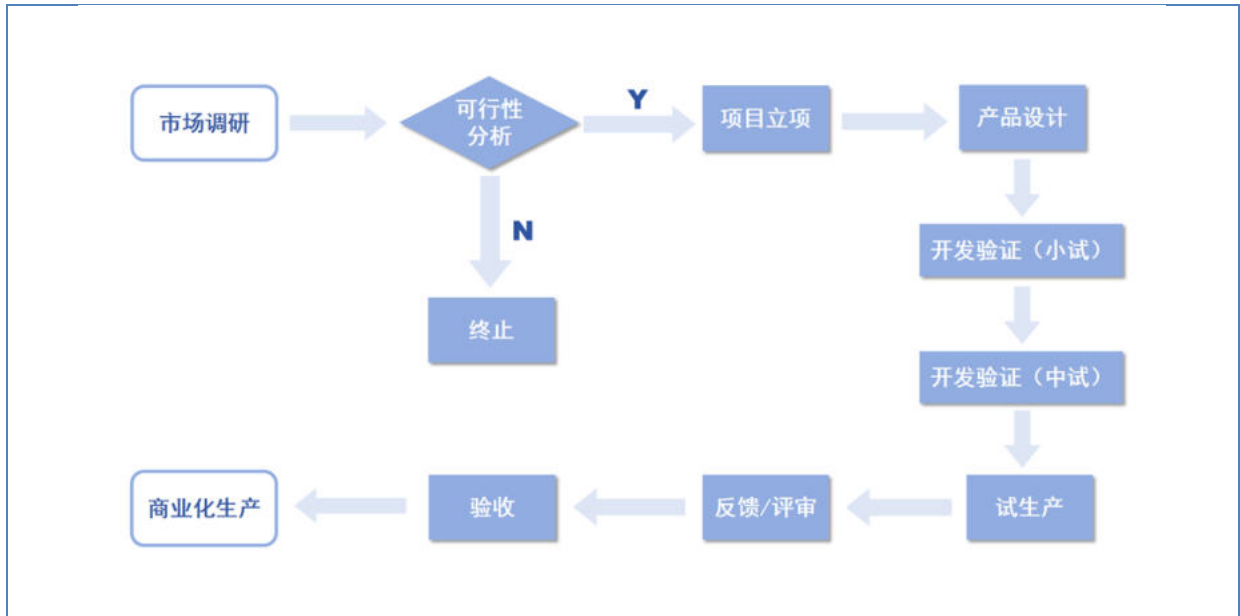 市场调研
可行性
分析
Y
项目立项
产品设计
N
开发验证（小试）
终止
开发验证（中试）
商业化生产
验收
反馈/评审
试生产